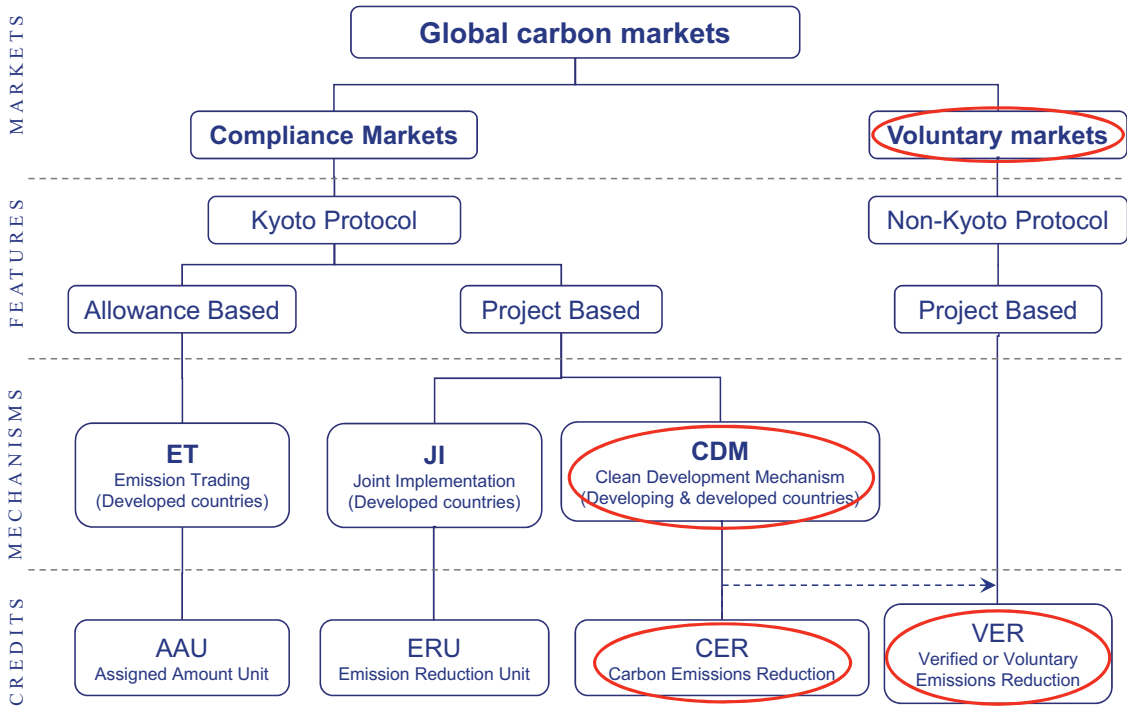 MARKETS
Global carbon markets
Compliance Markets
Voluntary markets
FEATURES
Kyoto Protocol
Non-Kyoto Protocol
Allowance Based
Project Based
Project Based
MECHANISMS
ET
Emission Trading
(Developed countries)
JI
Joint Implementation
(Developed countries)
CDM
Clean Development Mechanism
(Developing & developed countries)
CREDITS
AAU
Assigned Amount Unit
ERU
Emission Reduction Unit
CER
Carbon Emissions Reduction
VER
Verified or Voluntary
Emissions Reduction